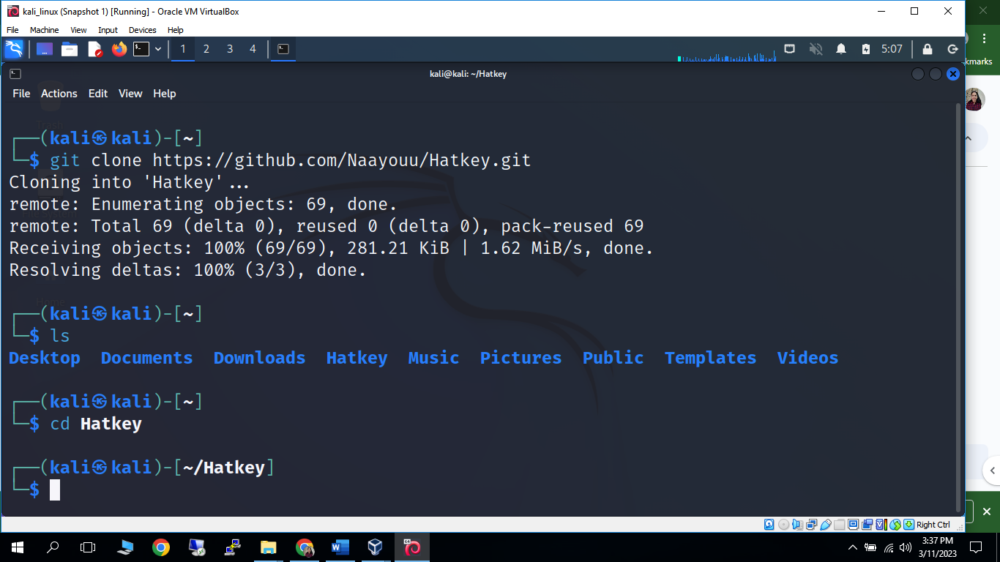 kali_linux (Snapshot 1) [Running] - Oracle VM VirtualBox
File Machine View Input Devices Help
1 2 3 4 5:07
kmarks
kali@kali: ~/Hatkey
File Actions Edit View Help
┌──(kali㉿kali)-[~]
└─$ git clone https://github.com/Naayouu/Hatkey.git
Cloning into 'Hatkey'...
remote: Enumerating objects: 69, done.
remote: Total 69 (delta 0), reused 0 (delta 0), pack-reused 69
Receiving objects: 100% (69/69), 281.21 KiB | 1.62 MiB/s, done.
Resolving deltas: 100% (3/3), done.
┌──(kali㉿kali)-[~]
└─$ ls
Desktop Documents Downloads Hatkey Music Pictures Public Templates Videos
┌──(kali㉿kali)-[~]
└─$ cd Hatkey
┌──(kali㉿kali)-[~/Hatkey]
└─$
Right Ctrl
3:37 PM
3/11/2023